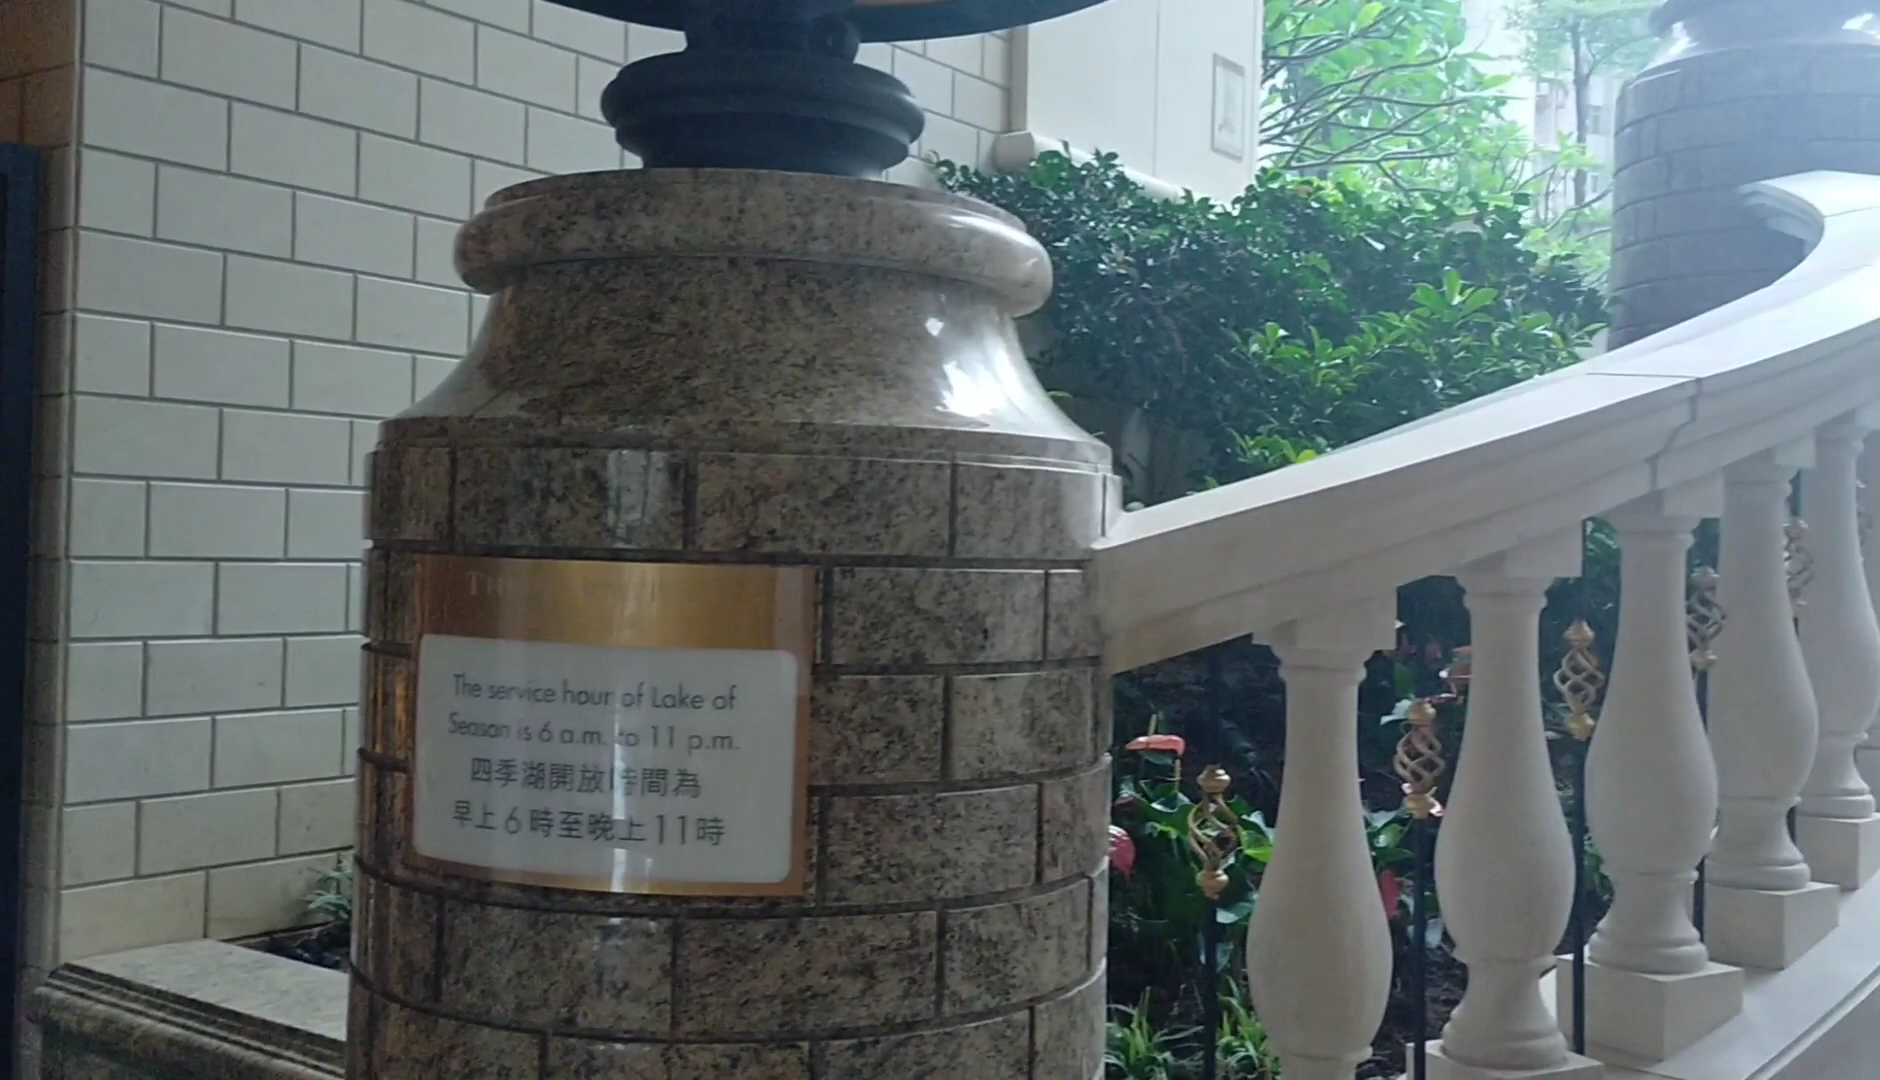 The service hour of Lake of
Season is 6 a.m. to 11 p.m.
四季湖開放時間為
早上6時至晚上11時